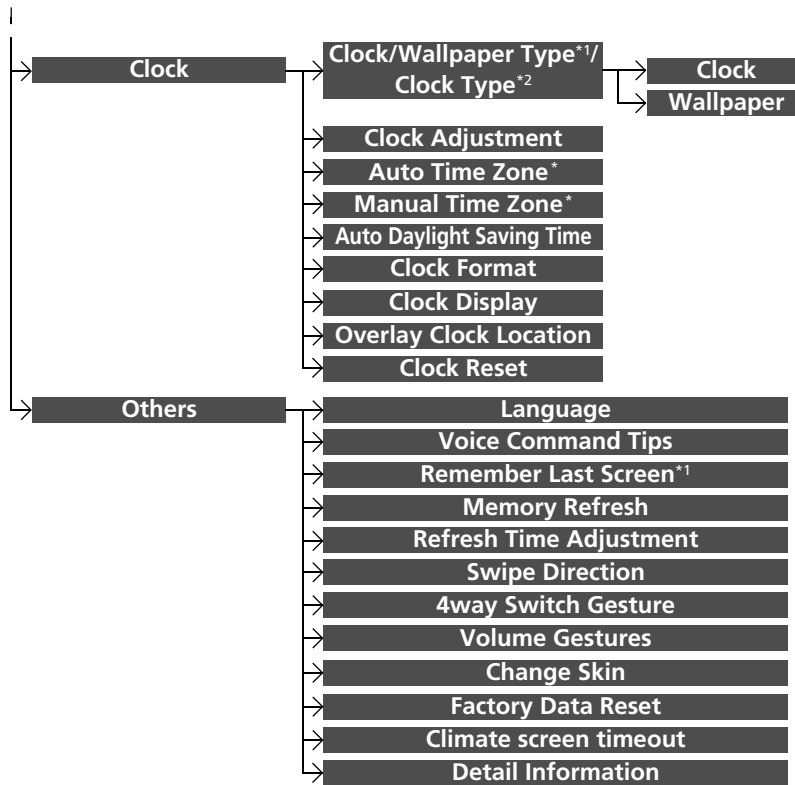 Clock
Clock/Wallpaper Type*1/
Clock Type*2
Clock
Wallpaper
Clock Adjustment
Auto Time Zone*
Manual Time Zone*
Auto Daylight Saving Time
Clock Format
Clock Display
Overlay Clock Location
Clock Reset
Others
Language
Voice Command Tips
Remember Last Screen*1
Memory Refresh
Refresh Time Adjustment
Swipe Direction
4way Switch Gesture
Volume Gestures
Change Skin
Factory Data Reset
Climate screen timeout
Detail Information